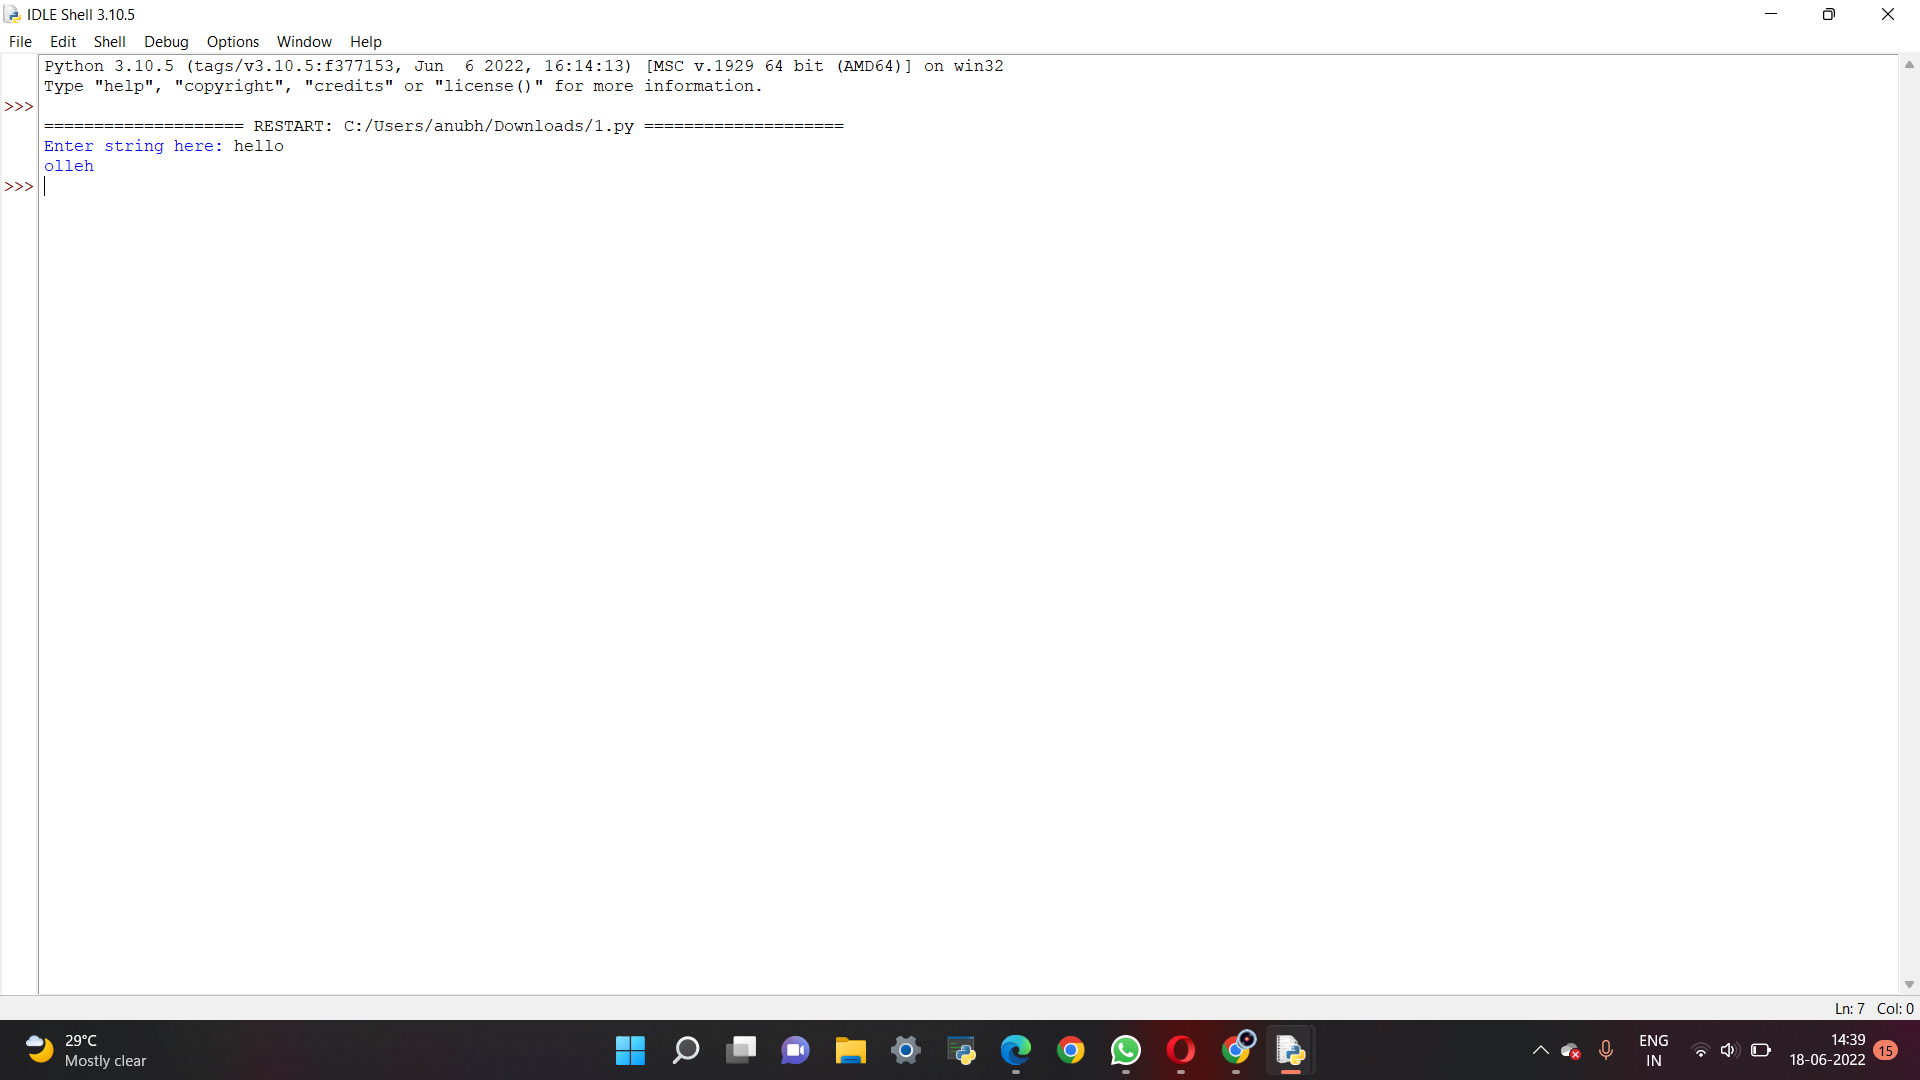 IDLE Shell 3.10.5
File Edit Shell Debug Options Window Help
Python 3.10.5 (tags/v3.10.5:f377153, Jun  6 2022, 16:14:13) [MSC v.1929 64 bit (AMD64)] on win32
Type "help", "copyright", "credits" or "license()" for more information.
>>>
==================== RESTART: C:/Users/anubh/Downloads/1.py ====================
Enter string here: hello
olleh
>>>
Ln: 7 Col: 0
29°C
Mostly clear
ENG
IN
14:39
18-06-2022
15